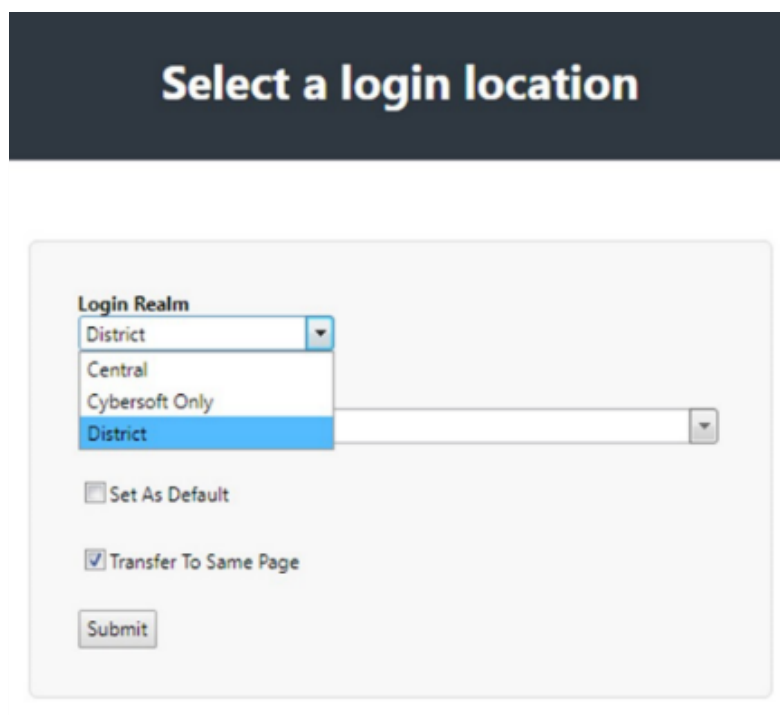 Select a login location
Login Realm
District
Central
Cybersoft Only
District
Set As Default
Transfer To Same Page
Submit